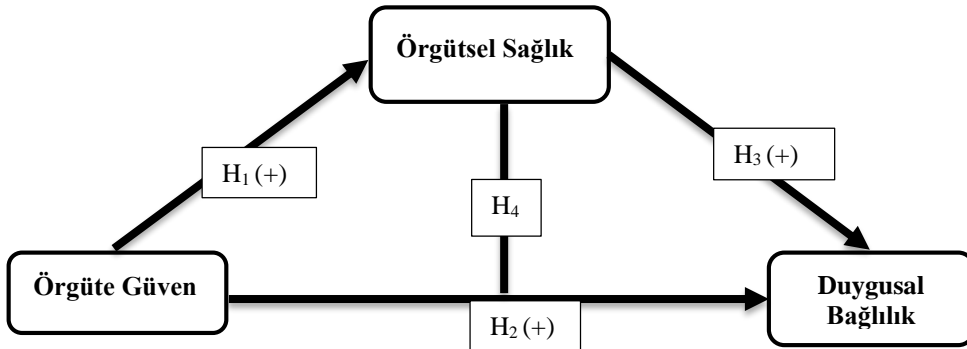 Örgütsel Sağlık
H₁ (+)
H₃ (+)
H₄
Örgüte Güven
Duygusal
Bağlılık
H₂ (+)